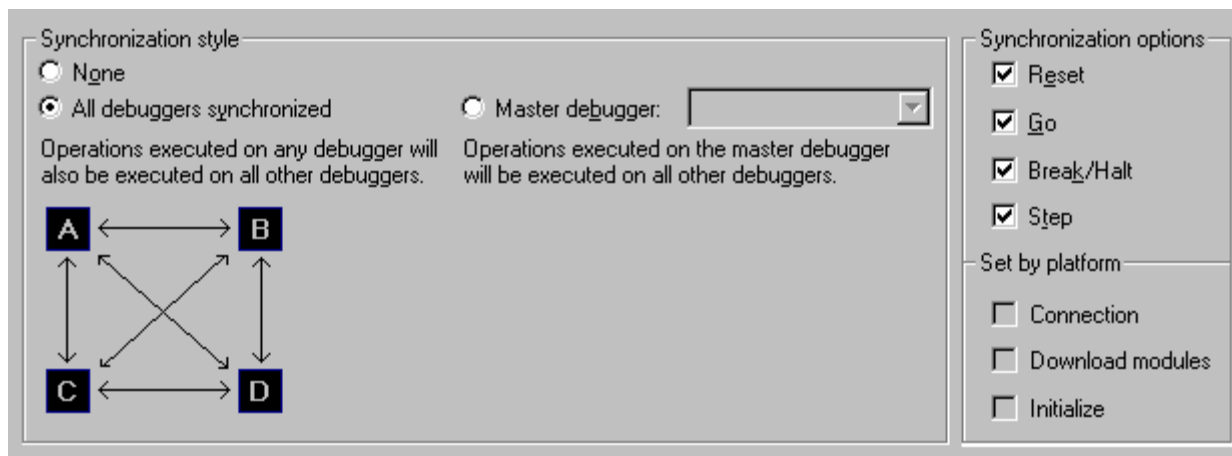 Synchronization style
None
All debuggers synchronized
Operations executed on any debugger will
also be executed on all other debuggers.
Master debugger:
Operations executed on the master debugger
will be executed on all other debuggers.
A
B
C
D
Synchronization options
Reset
Go
Break/Halt
Step
Set by platform
Connection
Download modules
Initialize